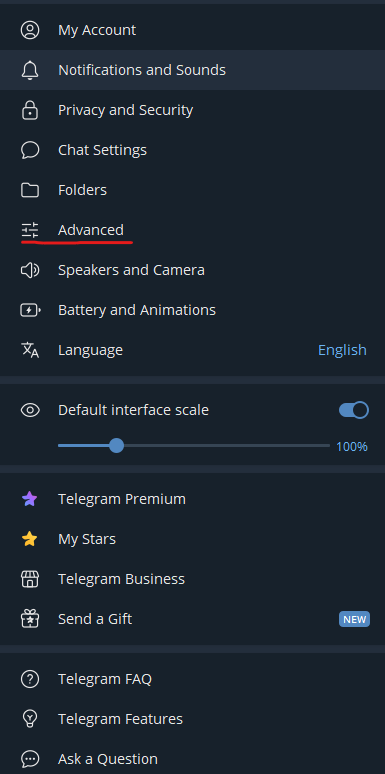 My Account
Notifications and Sounds
Privacy and Security
Chat Settings
Folders
Advanced
Speakers and Camera
Battery and Animations
Language English
Default interface scale
100%
Telegram Premium
My Stars
Telegram Business
Send a Gift NEW
Telegram FAQ
Telegram Features
Ask a Question